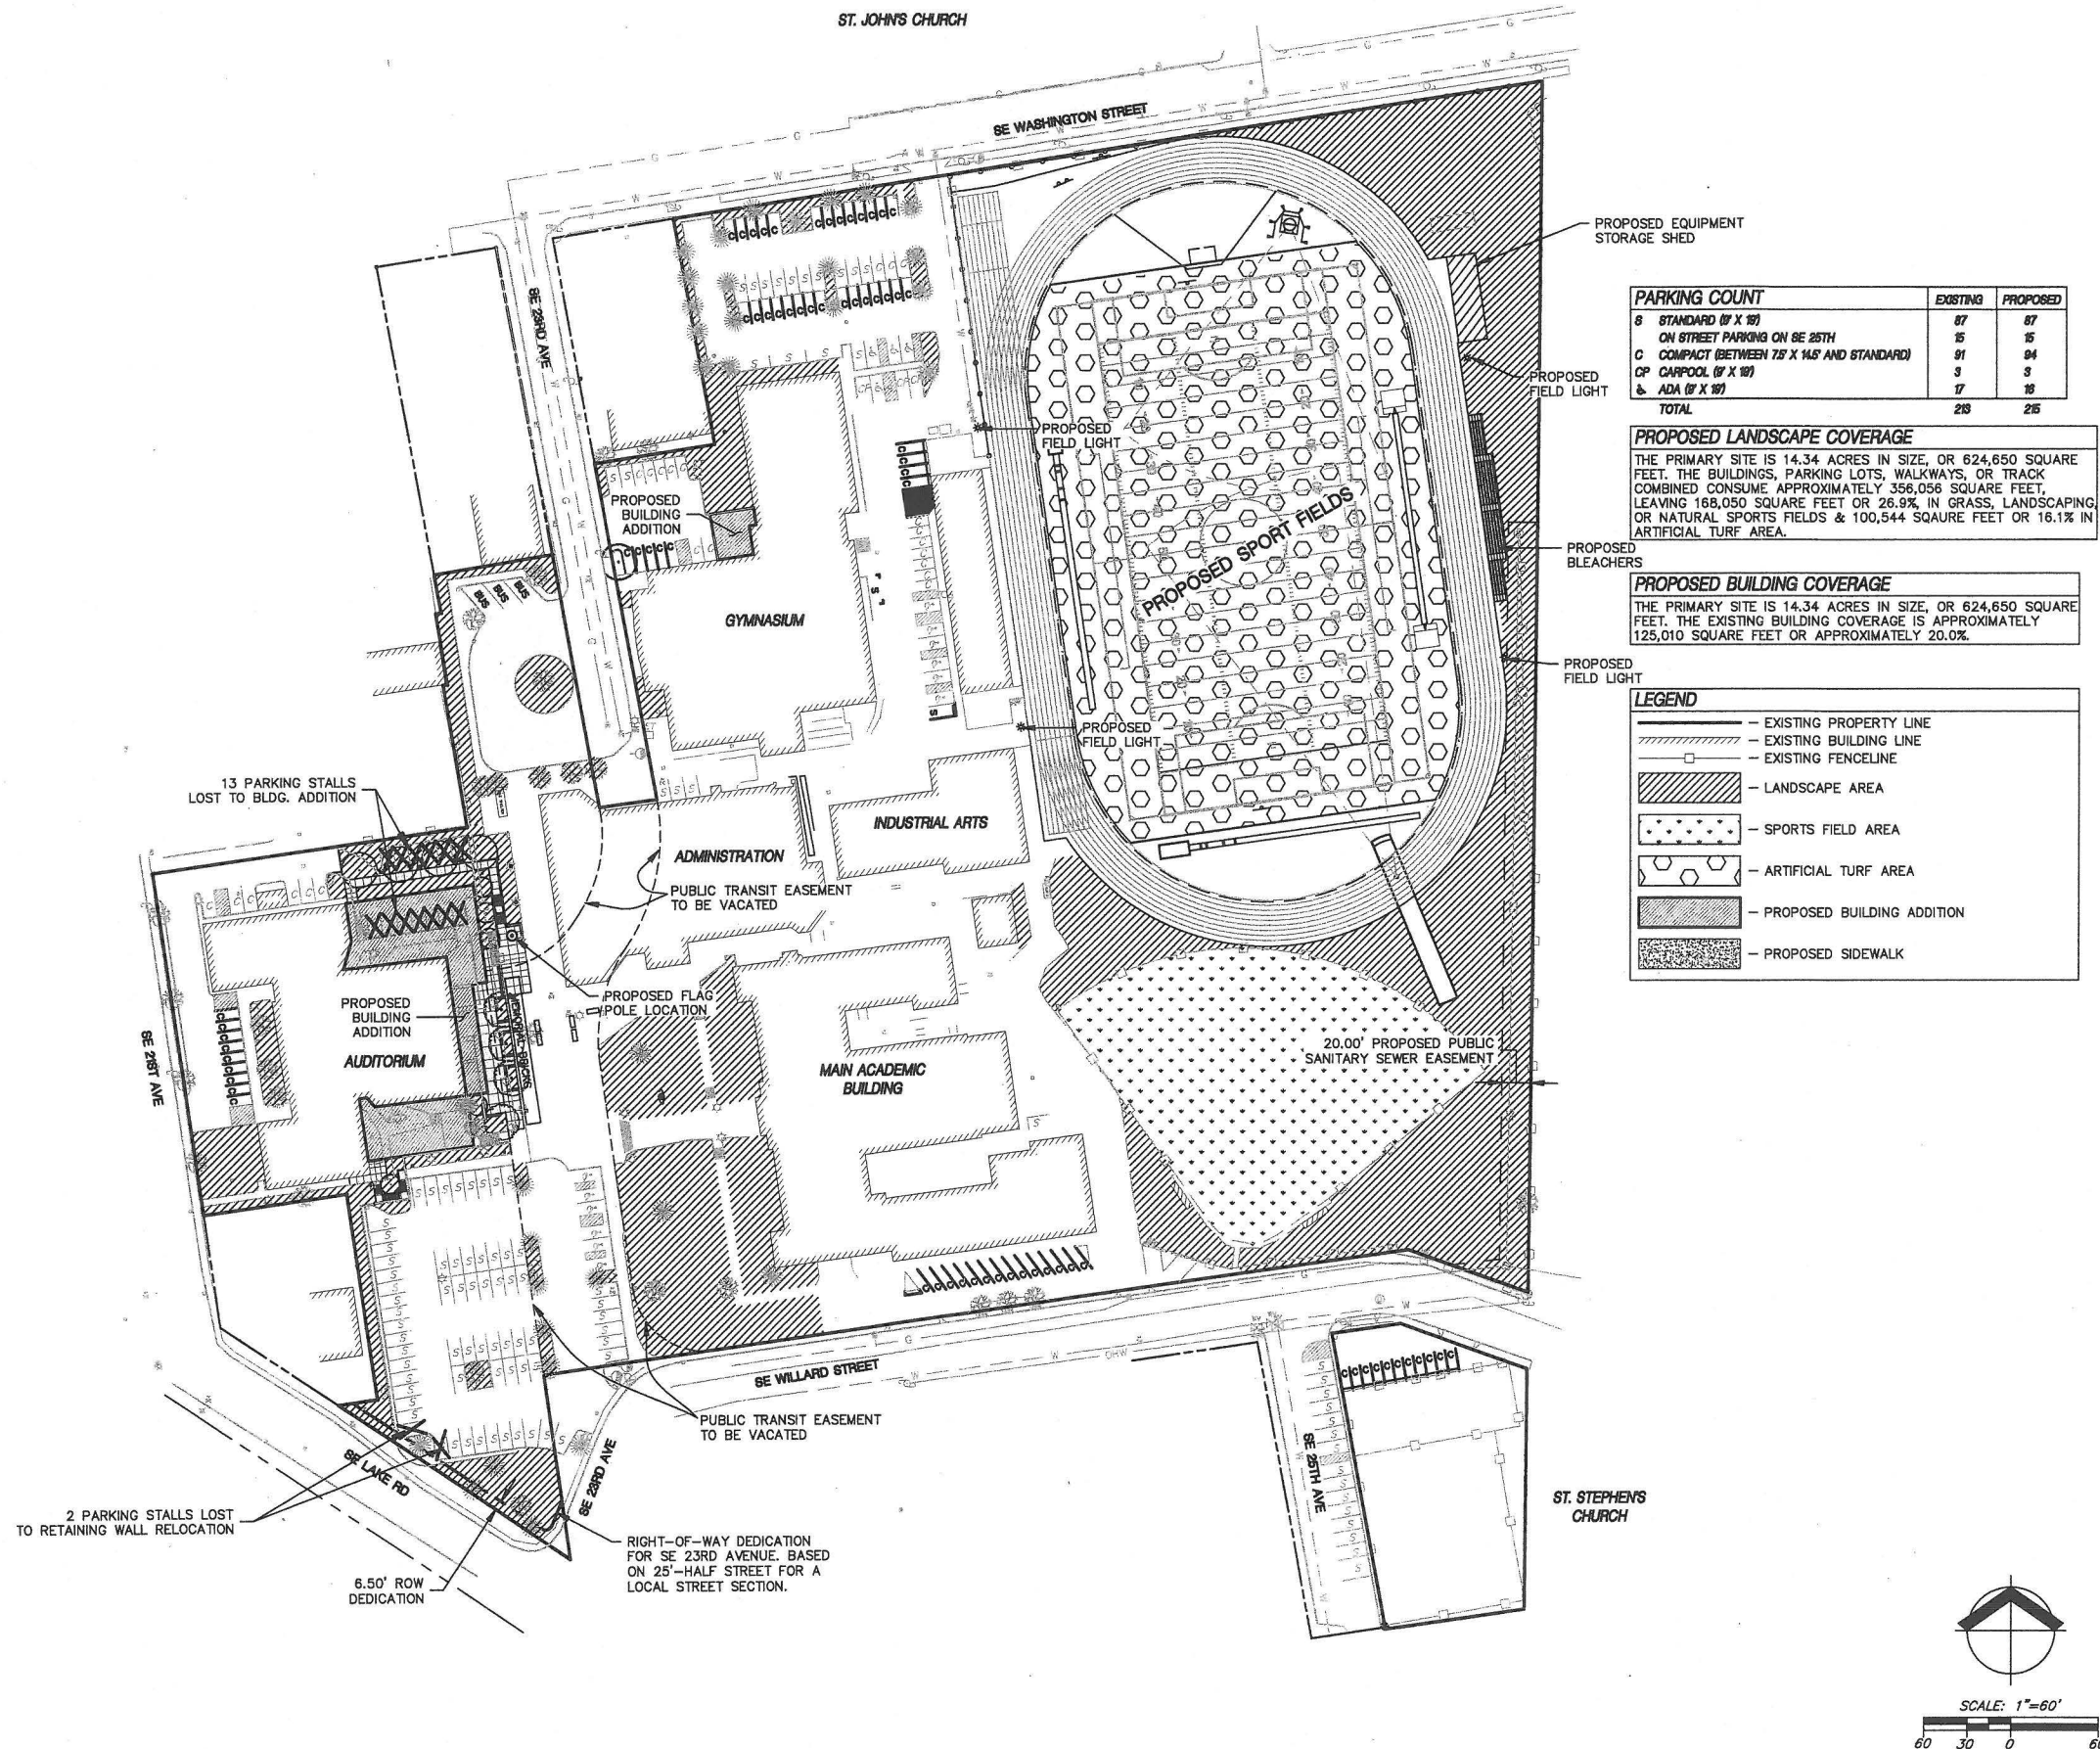 ST. JOHN'S CHURCH
SE WASHINGTON STREET
SE 23RD AVE
PROPOSED EQUIPMENT
STORAGE SHED
PARKING COUNT EXISTING PROPOSED
S STANDARD (9' X 18') 87 87
ON STREET PARKING ON SE 25TH 15 15
C COMPACT (BETWEEN 7.5' X 14.5' AND STANDARD) 91 94
CP CARPOOL (9' X 18') 3 3
ADA (9' X 18') 17 16
TOTAL 213 215
PROPOSED
FIELD LIGHT
PROPOSED
FIELD LIGHT
PROPOSED LANDSCAPE COVERAGE
THE PRIMARY SITE IS 14.34 ACRES IN SIZE, OR 624,650 SQUARE
FEET. THE BUILDINGS, PARKING LOTS, WALKWAYS, OR TRACK
COMBINED CONSUME APPROXIMATELY 356,056 SQUARE FEET,
LEAVING 168,050 SQUARE FEET OR 26.9%, IN GRASS, LANDSCAPING,
OR NATURAL SPORTS FIELDS & 100,544 SQAURE FEET OR 16.1% IN
ARTIFICIAL TURF AREA.
PROPOSED
BUILDING
ADDITION
PROPOSED SPORT FIELDS
PROPOSED
BLEACHERS
PROPOSED BUILDING COVERAGE
THE PRIMARY SITE IS 14.34 ACRES IN SIZE, OR 624,650 SQUARE
FEET. THE EXISTING BUILDING COVERAGE IS APPROXIMATELY
125,010 SQUARE FEET OR APPROXIMATELY 20.0%.
BUS
BUS
BUS
GYMNASIUM
PROPOSED
FIELD LIGHT
PROPOSED
FIELD LIGHT
LEGEND
– EXISTING PROPERTY LINE
– EXISTING BUILDING LINE
– EXISTING FENCELINE
– LANDSCAPE AREA
– SPORTS FIELD AREA
– ARTIFICIAL TURF AREA
– PROPOSED BUILDING ADDITION
– PROPOSED SIDEWALK
13 PARKING STALLS
LOST TO BLDG. ADDITION
INDUSTRIAL ARTS
ADMINISTRATION
PUBLIC TRANSIT EASEMENT
TO BE VACATED
PROPOSED FLAG
POLE LOCATION
PROPOSED
BUILDING
ADDITION
AUDITORIUM
MEMORIAL BRICKS
SE 21ST AVE
MAIN ACADEMIC
BUILDING
20.00' PROPOSED PUBLIC
SANITARY SEWER EASEMENT
SE WILLARD STREET
PUBLIC TRANSIT EASEMENT
TO BE VACATED
SE LAKE RD
SE 23RD AVE
SE 25TH AVE
ST. STEPHEN'S
CHURCH
2 PARKING STALLS LOST
TO RETAINING WALL RELOCATION
6.50' ROW
DEDICATION
RIGHT-OF-WAY DEDICATION
FOR SE 23RD AVENUE. BASED
ON 25'-HALF STREET FOR A
LOCAL STREET SECTION.
SCALE: 1"=60'
60 30 0